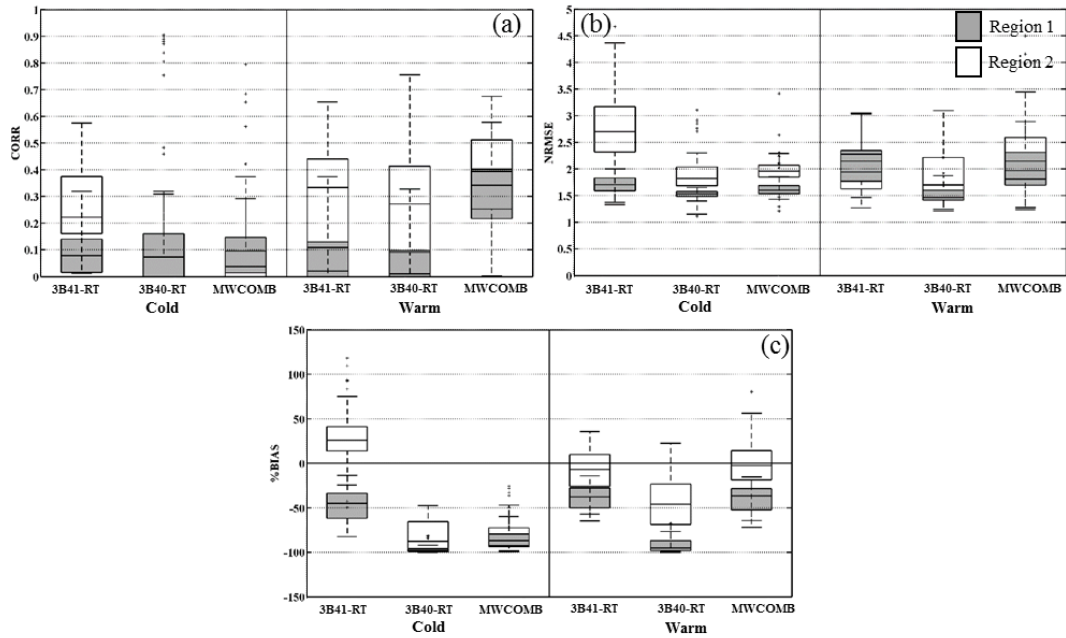 (a)
1
0.9
0.8
0.7
0.6
0.5
0.4
0.3
0.2
0.1
0
CORR
3B41-RT 3B40-RT MWCOMB 3B41-RT 3B40-RT MWCOMB
Cold Warm
(b)
Region 1
Region 2
5
4.5
4
3.5
3
2.5
2
1.5
1
0.5
0
NRMSE
3B41-RT 3B40-RT MWCOMB 3B41-RT 3B40-RT MWCOMB
Cold Warm
(c)
150
100
50
0
-50
-100
-150
%BIAS
3B41-RT 3B40-RT MWCOMB 3B41-RT 3B40-RT MWCOMB
Cold Warm